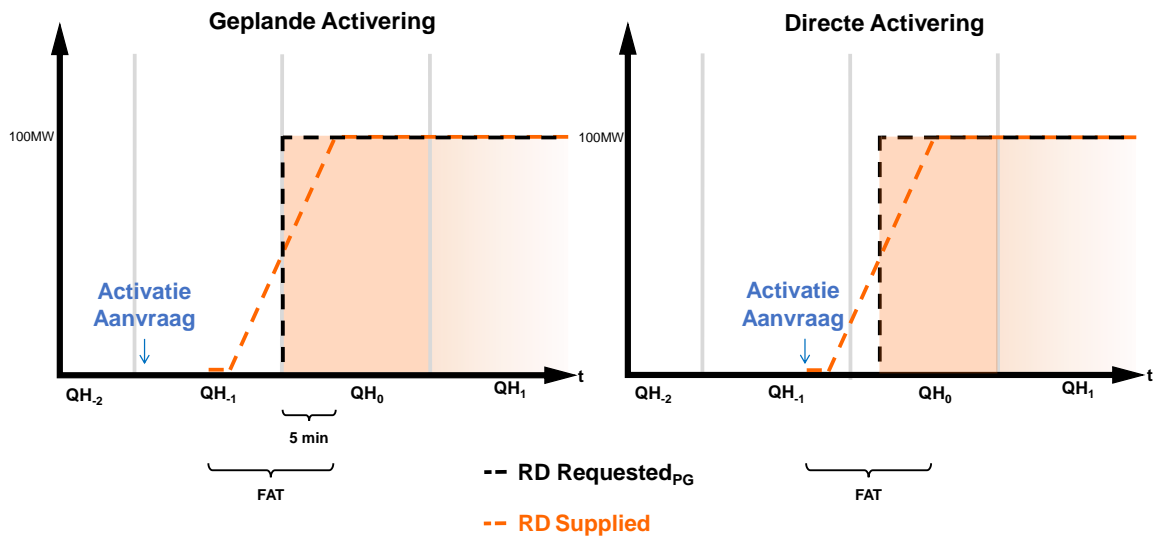 Geplande Activering
100MW
Activatie
Aanvraag
t
QH-2
QH-1
QH0
QH1
5 min
FAT
Directe Activering
100MW
Activatie
Aanvraag
t
QH-2
QH-1
QH0
QH1
FAT
RD RequestedPG
RD Supplied